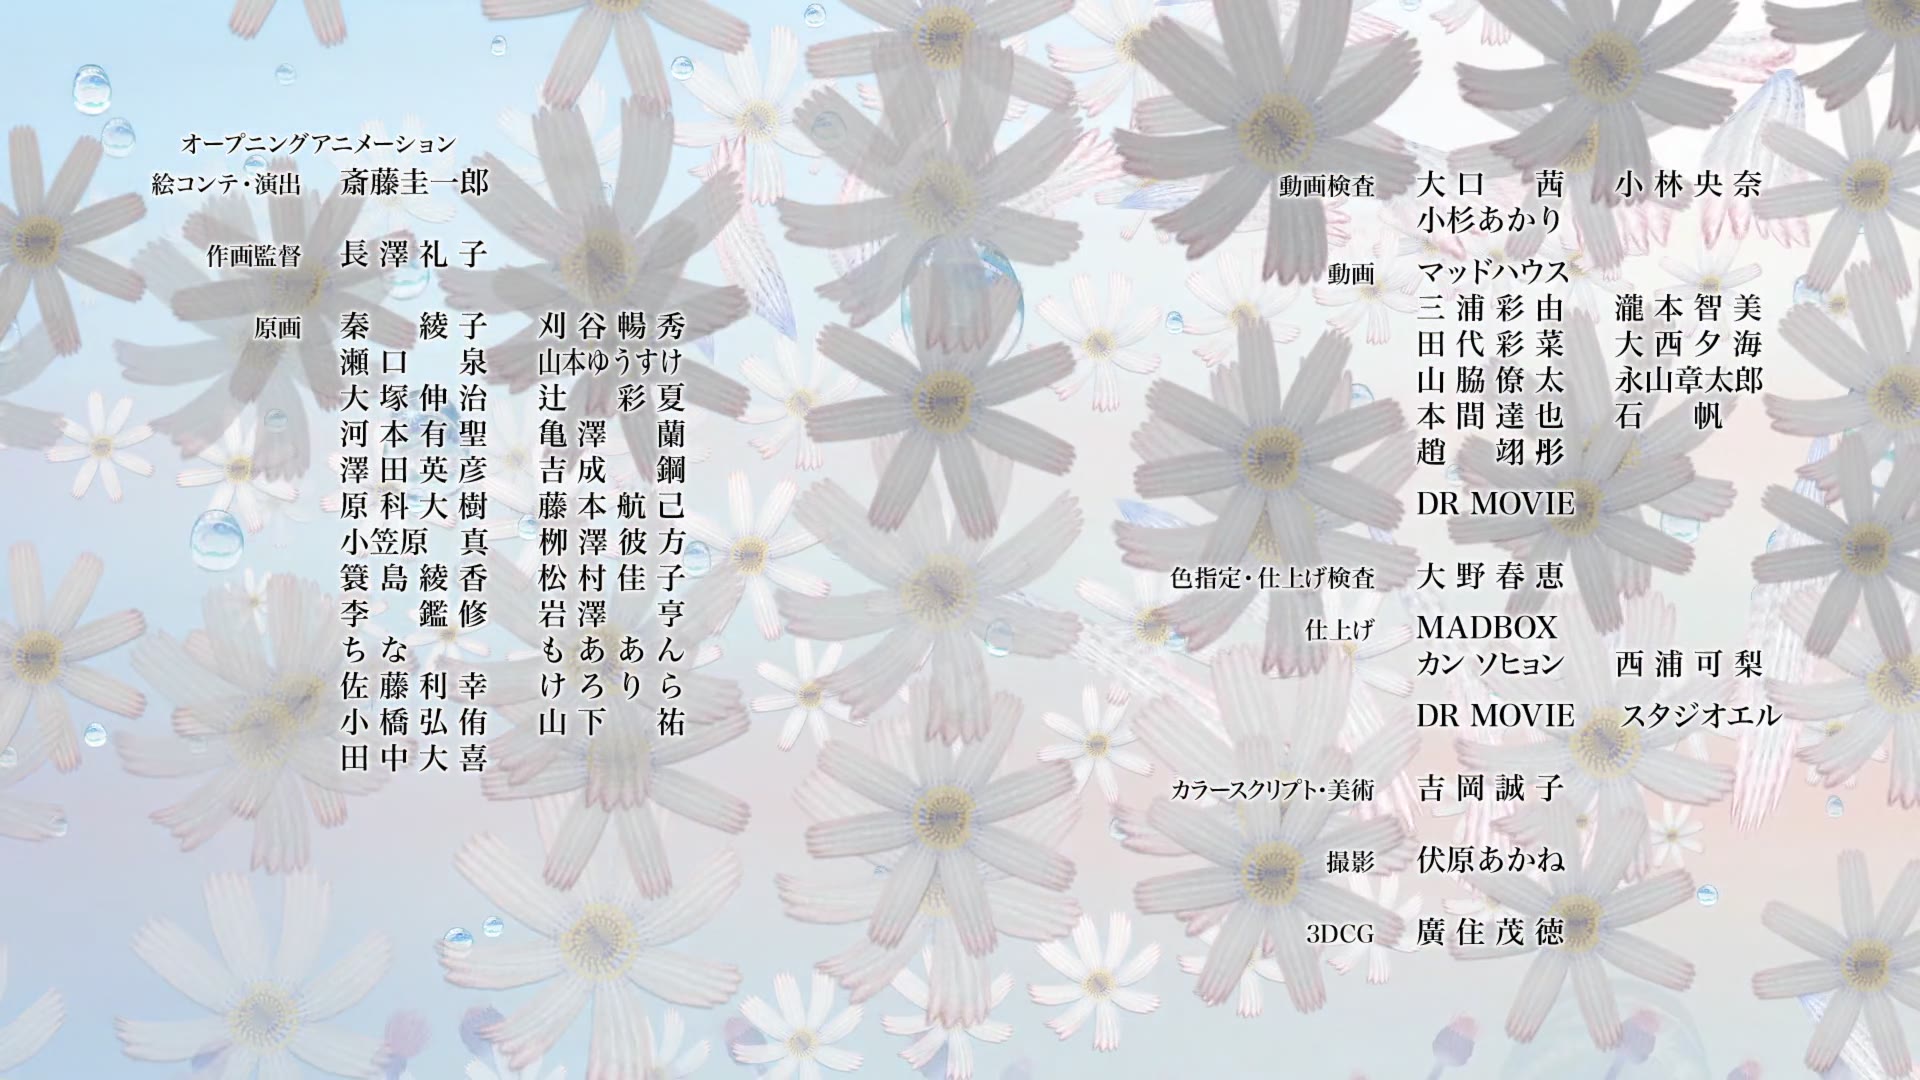 オープニングアニメーション
絵コンテ・演出 斎藤圭一郎
作画監督 長澤礼子
原画 秦 綾子 刈谷暢秀
瀬口 泉 山本ゆうすけ
大塚伸治 辻 彩夏
河本有聖 亀澤 蘭
澤田英彦 吉成 鋼
原科大樹 藤本航己
小笠原 真 柳澤彼方
簑島綾香 松村佳子
李 鑑修 岩澤 亨
ちな もああん
佐藤利幸 けろりら
小橋弘侑 山下 祐
田中大喜
動画検査 大口 茜 小林央奈
小杉あかり
動画 マッドハウス
三浦彩由 瀧本智美
田代彩菜 大西夕海
山脇僚太 永山章太郎
本間達也 石 帆
趙 翊彤
DR MOVIE
色指定・仕上げ検査 大野春恵
仕上げ MADBOX
カン ソヒョン 西浦可梨
DR MOVIE スタジオエル
カラースクリプト・美術 吉岡誠子
撮影 伏原あかね
3DCG 廣住茂徳